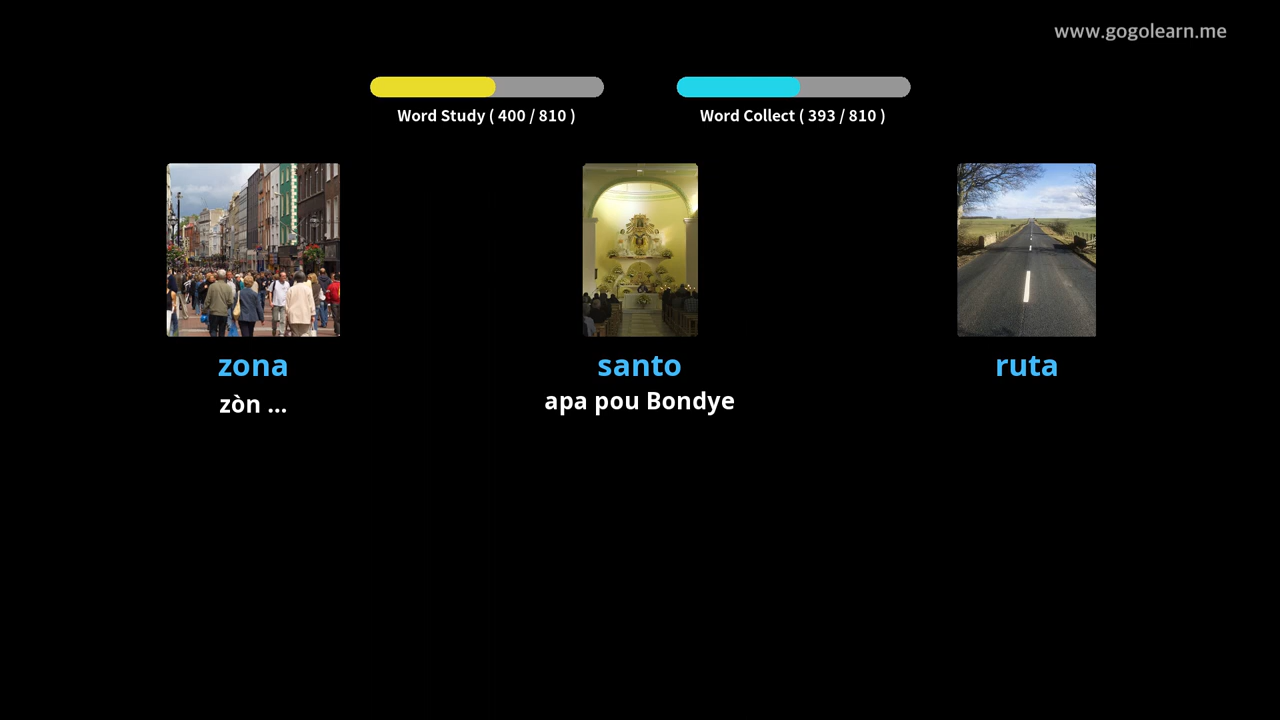 www.gogolearn.me
Word Study ( 400 / 810 )
Word Collect ( 393 / 810 )
zona
santo
ruta
zòn ...
apa pou Bondye